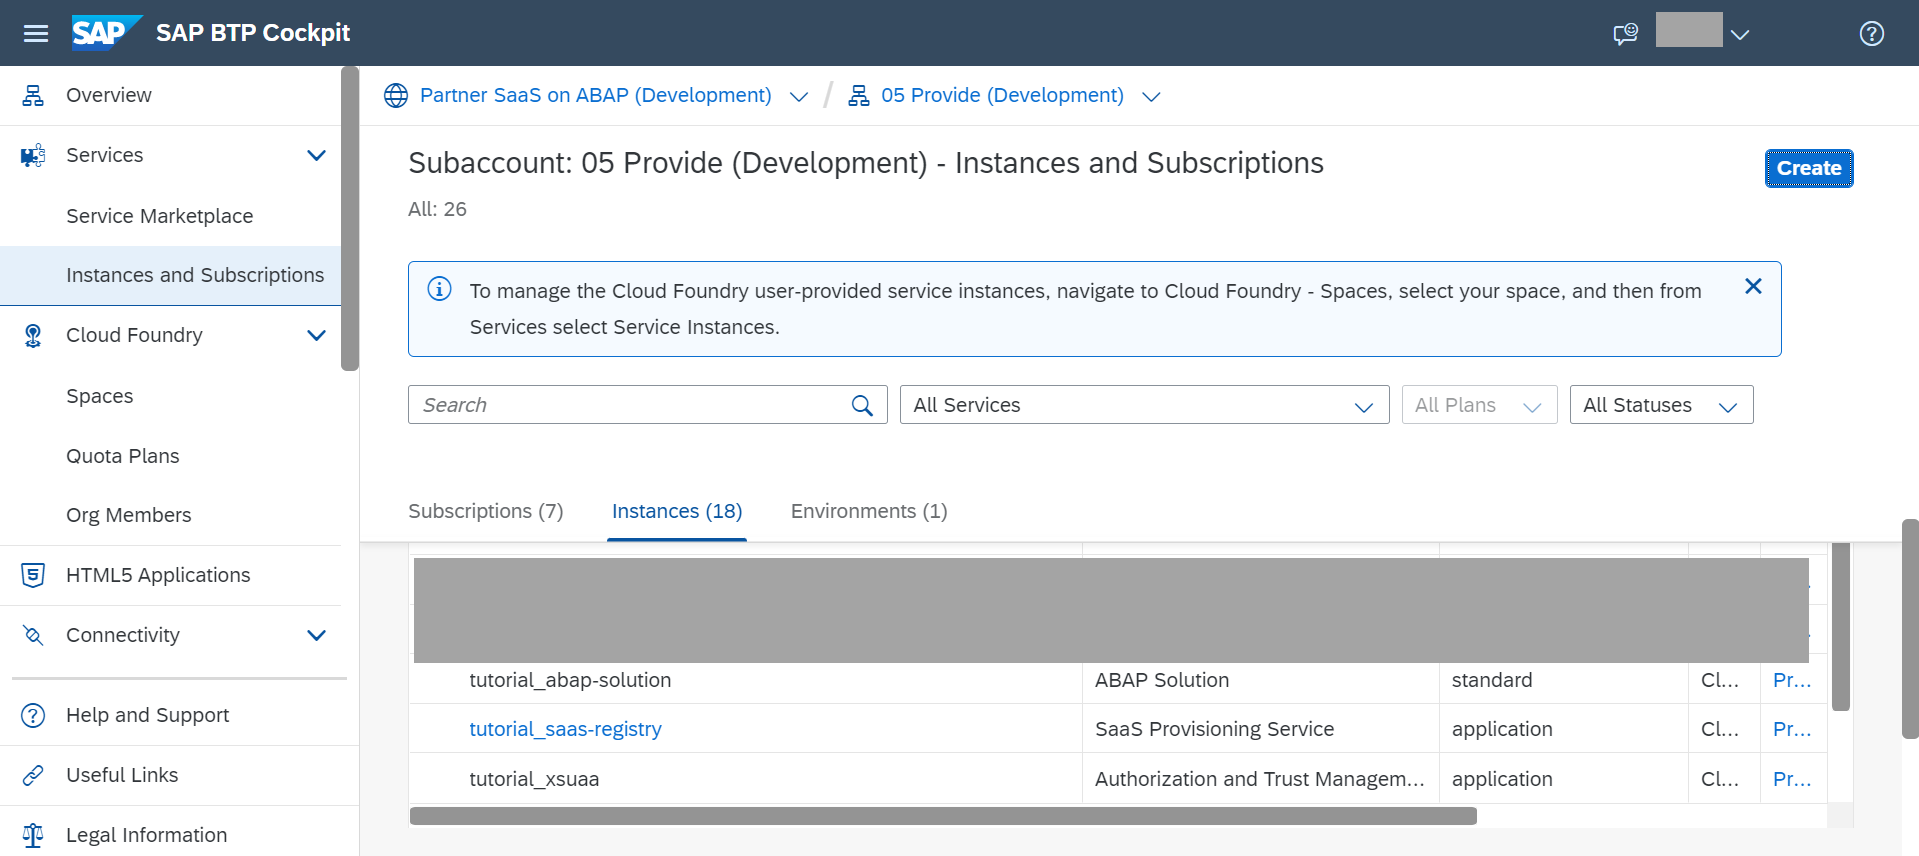 SAP SAP BTP Cockpit
Overview
Services
Service Marketplace
Instances and Subscriptions
Cloud Foundry
Spaces
Quota Plans
Org Members
HTML5 Applications
Connectivity
Help and Support
Useful Links
Legal Information
Partner SaaS on ABAP (Development) / 05 Provide (Development)
Subaccount: 05 Provide (Development) - Instances and Subscriptions
Create
All: 26
To manage the Cloud Foundry user-provided service instances, navigate to Cloud Foundry - Spaces, select your space, and then from
Services select Service Instances.
Search All Services All Plans All Statuses
Subscriptions (7) Instances (18) Environments (1)
tutorial_abap-solution ABAP Solution standard Cl... Pr...
tutorial_saas-registry SaaS Provisioning Service application Cl... Pr...
tutorial_xsuaa Authorization and Trust Managem... application Cl... Pr...